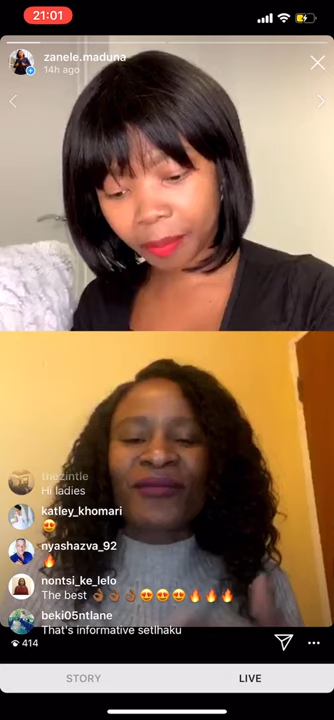 21:01
zanele.maduna
14h ago
thezintle
Hi ladies
katley_khomari
😍
nyashazva_92
🔥
nontsi_ke_lelo
The best 👌🏾👌🏾👌🏾😍😍😍🔥🔥🔥
beki05ntlane
That's informative setlhaku
414
STORY LIVE